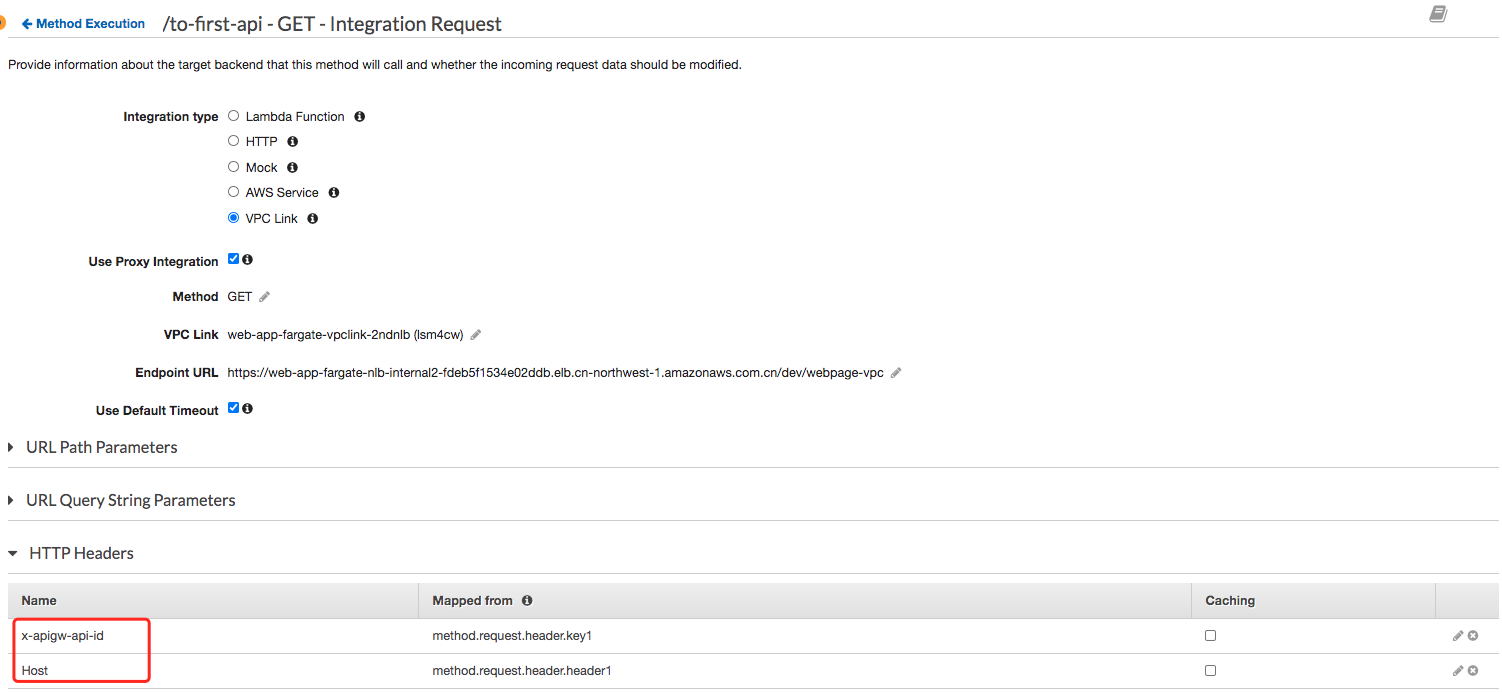 Method Execution /to-first-api - GET - Integration Request
Provide information about the target backend that this method will call and whether the incoming request data should be modified.
Integration type Lambda Function
HTTP
Mock
AWS Service
VPC Link
Use Proxy Integration
Method GET
VPC Link web-app-fargate-vpclink-2ndnlb (lsm4cw)
Endpoint URL https://web-app-fargate-nlb-internal2-fdeb5f1534e02ddb.elb.cn-northwest-1.amazonaws.com.cn/dev/webpage-vpc
Use Default Timeout
URL Path Parameters
URL Query String Parameters
HTTP Headers
Name Mapped from Caching
x-apigw-api-id method.request.header.key1
Host method.request.header.header1